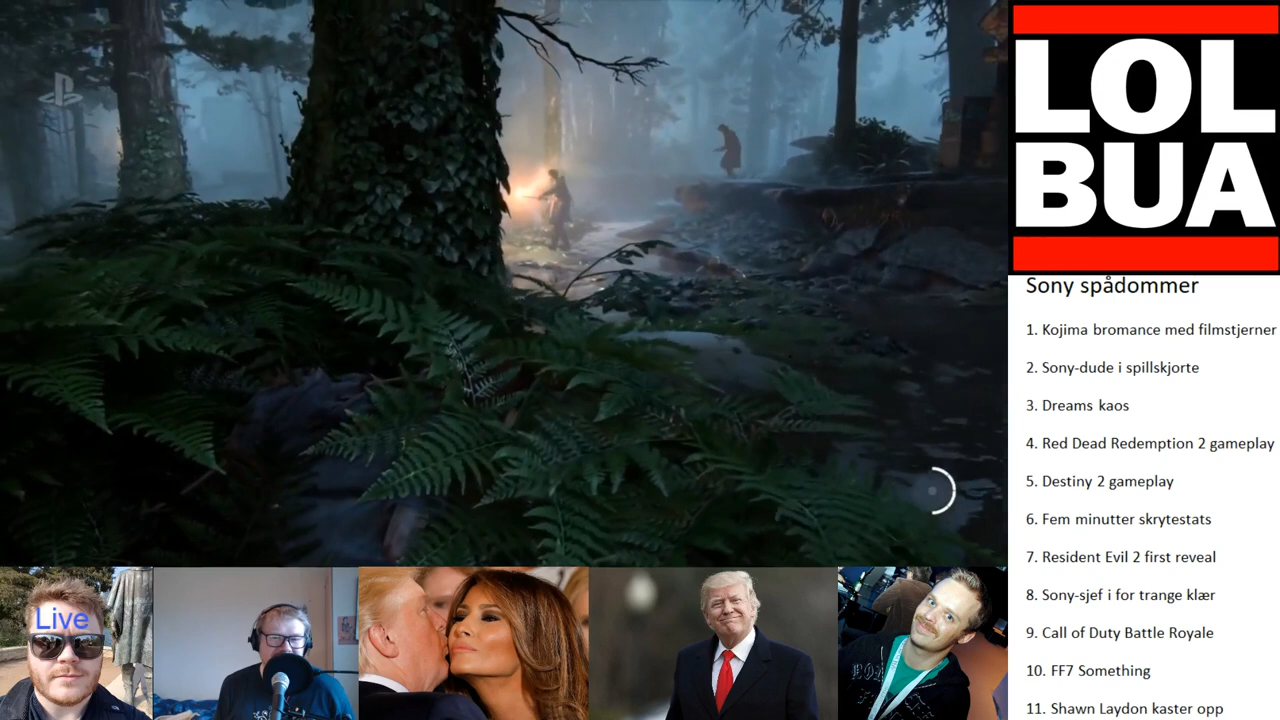 LOL
BUA
Sony spådommer
1. Kojima bromance med filmstjerner
2. Sony-dude i spillskjorte
3. Dreams kaos
4. Red Dead Redemption 2 gameplay
5. Destiny 2 gameplay
6. Fem minutter skrytestats
7. Resident Evil 2 first reveal
8. Sony-sjef i for trange klær
9. Call of Duty Battle Royale
10. FF7 Something
11. Shawn Layden kaster opp
Live